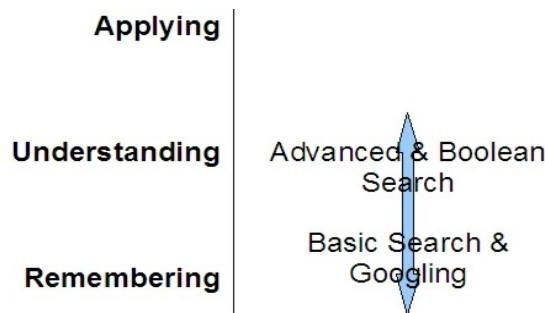 Applying
Understanding
Advanced & Boolean
Search
Basic Search &
Googling
Remembering